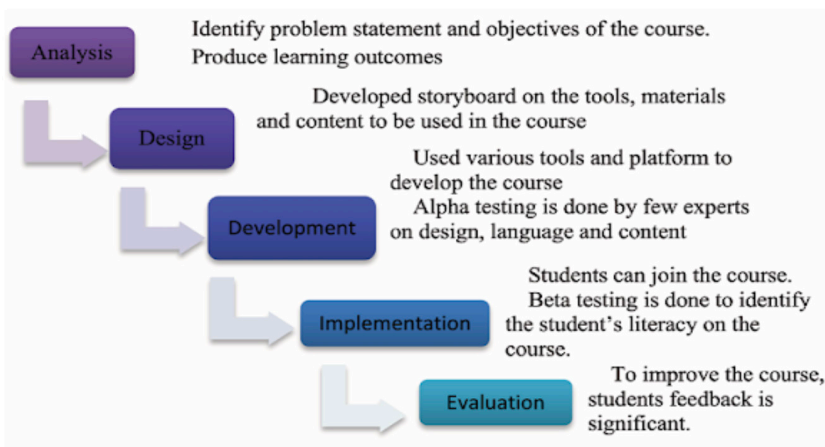 Analysis
Identify problem statement and objectives of the course.
Produce learning outcomes
Design
Developed storyboard on the tools, materials
and content to be used in the course
Development
Used various tools and platform to
develop the course
Alpha testing is done by few experts
on design, language and content
Implementation
Students can join the course.
Beta testing is done to identify
the student's literacy on the
course.
Evaluation
To improve the course,
students feedback is
significant.